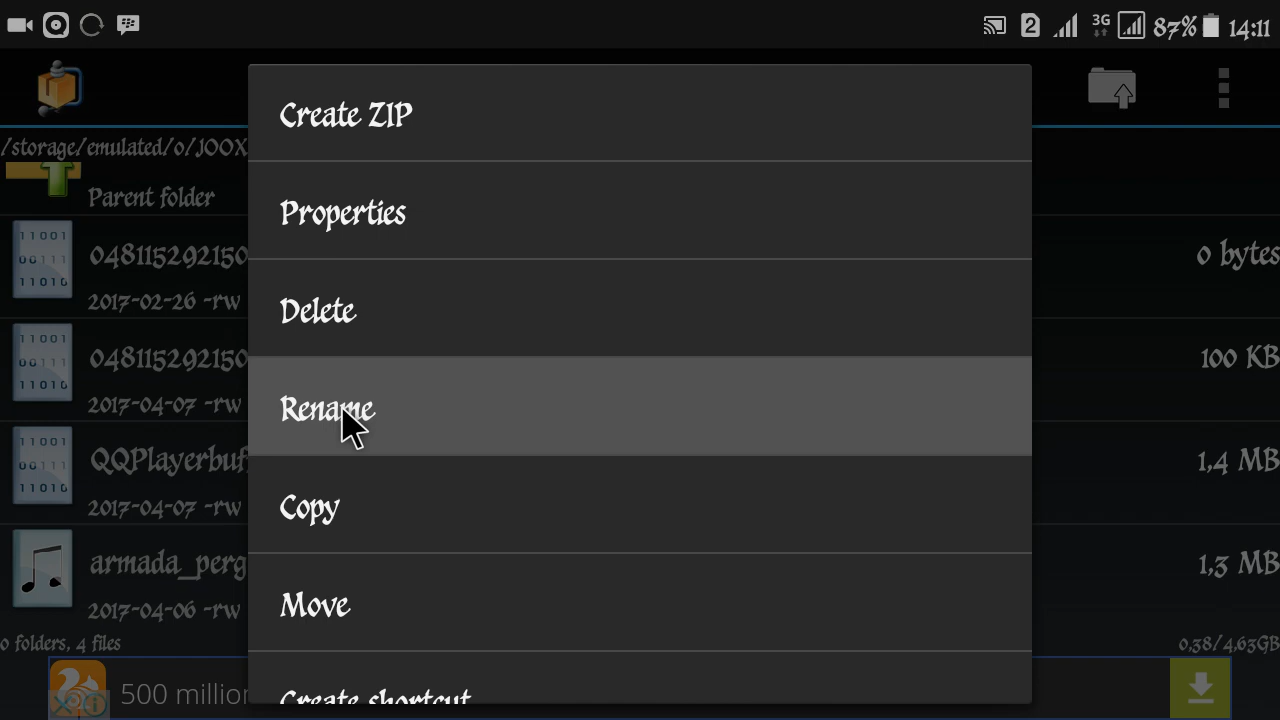 2 3G 87% 14:11
/storage/emulated/0/JOOX
Parent folder
048115292150
2017-02-26 -rw
0 bytes
048115292150
2017-04-07 -rw
100 KB
QQPlayerbuf
2017-04-07 -rw
1,4 MB
armada_perg
2017-04-06 -rw
1,3 MB
0 folders, 4 files
0,38/4,63GB
Create ZIP
Properties
Delete
Rename
Copy
Move
Create shortcut
500 million